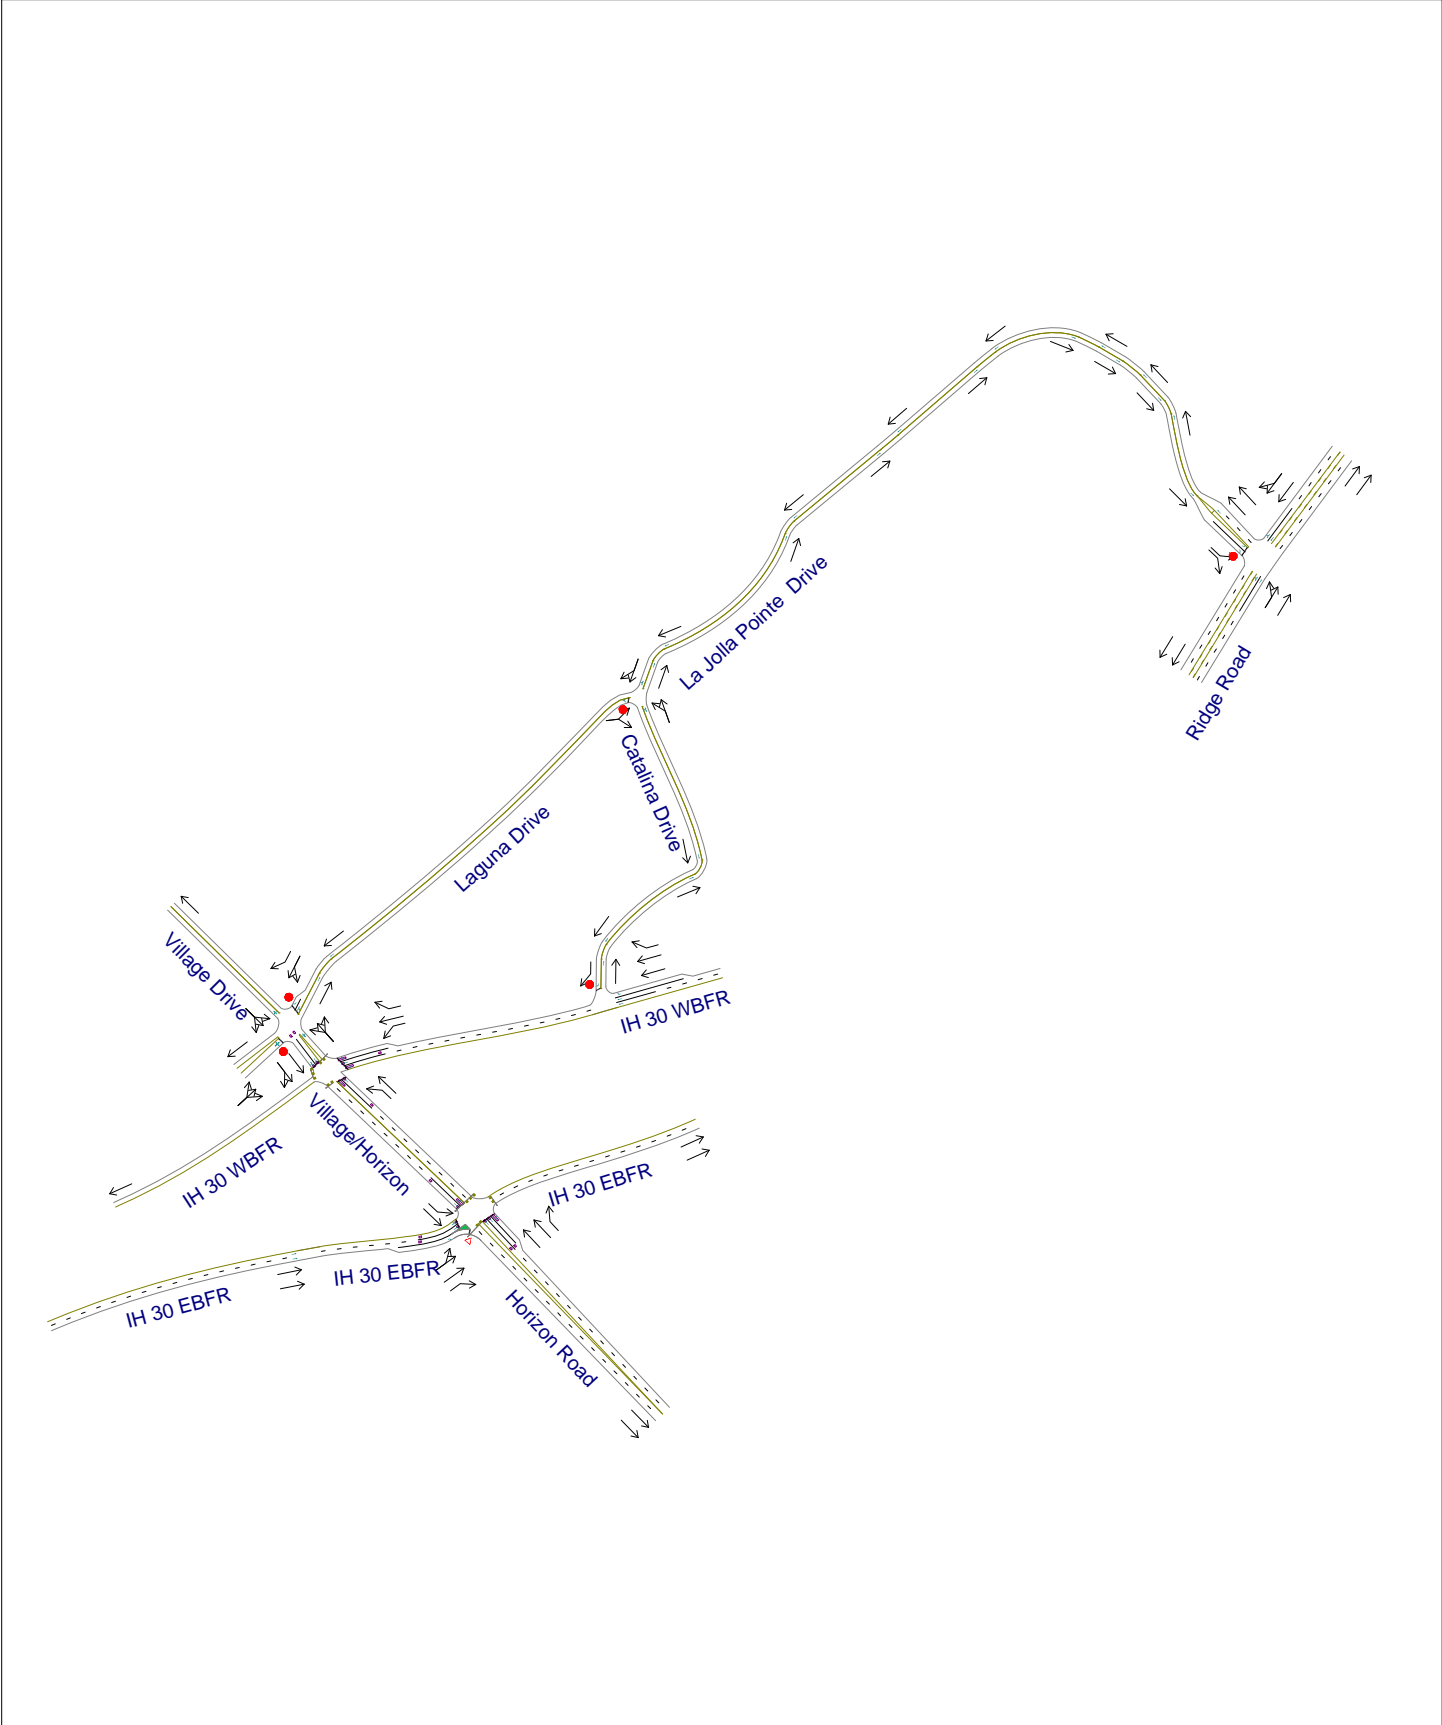 La Jolla Pointe  Drive
Ridge Road
Catalina Drive
Laguna Drive
Village Drive
IH 30 WBFR
Village/Horizon
IH 30 WBFR
IH 30 EBFR
IH 30 EBFR
IH 30 EBFR
Horizon Road